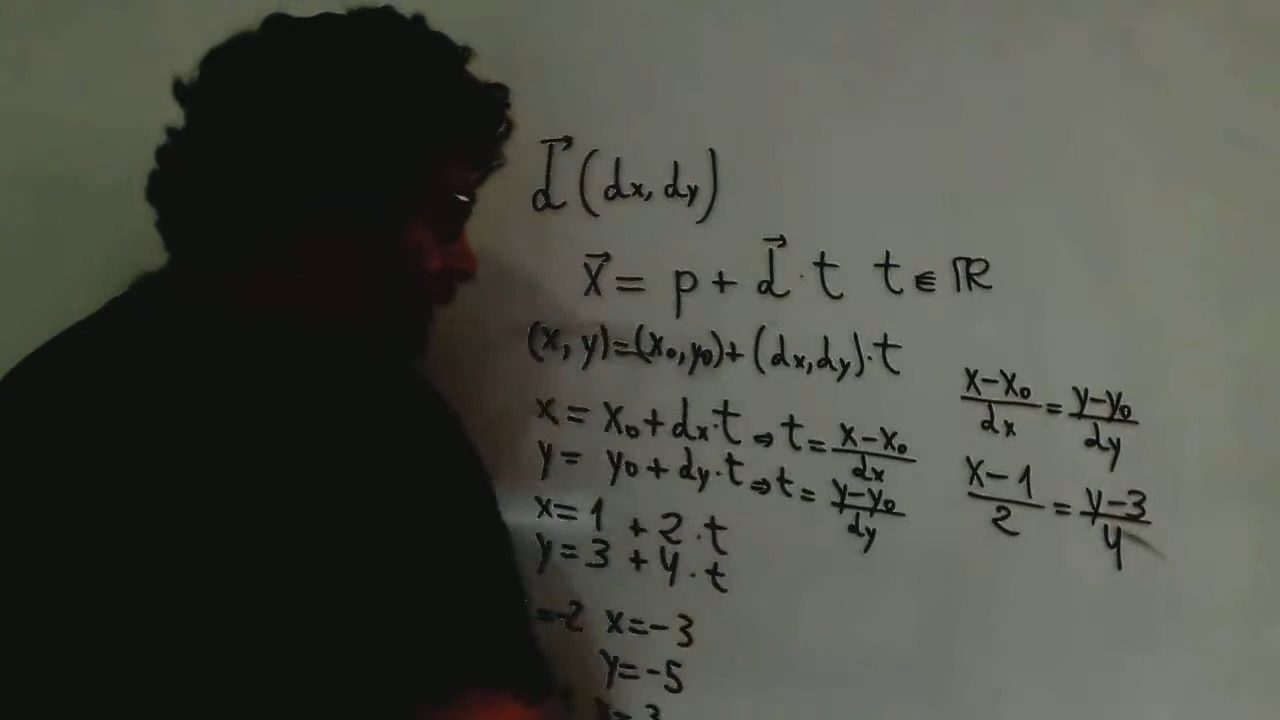 d⃗ (dx, dy)
x⃗ = p + d⃗ · t t ∈ ℝ
(x, y)=(x₀, y₀)+(dx, dy)·t
x = x₀ + dx·t ⇒ t = (x−x₀)/dx
y = y₀ + dy·t ⇒ t = (y−y₀)/dy
x = 1 + 2 · t
y = 3 + 4 · t
=-2 x=-3
y=-5
(x−x₀)/dx = (y−y₀)/dy
(x−1)/2 = (y−3)/4